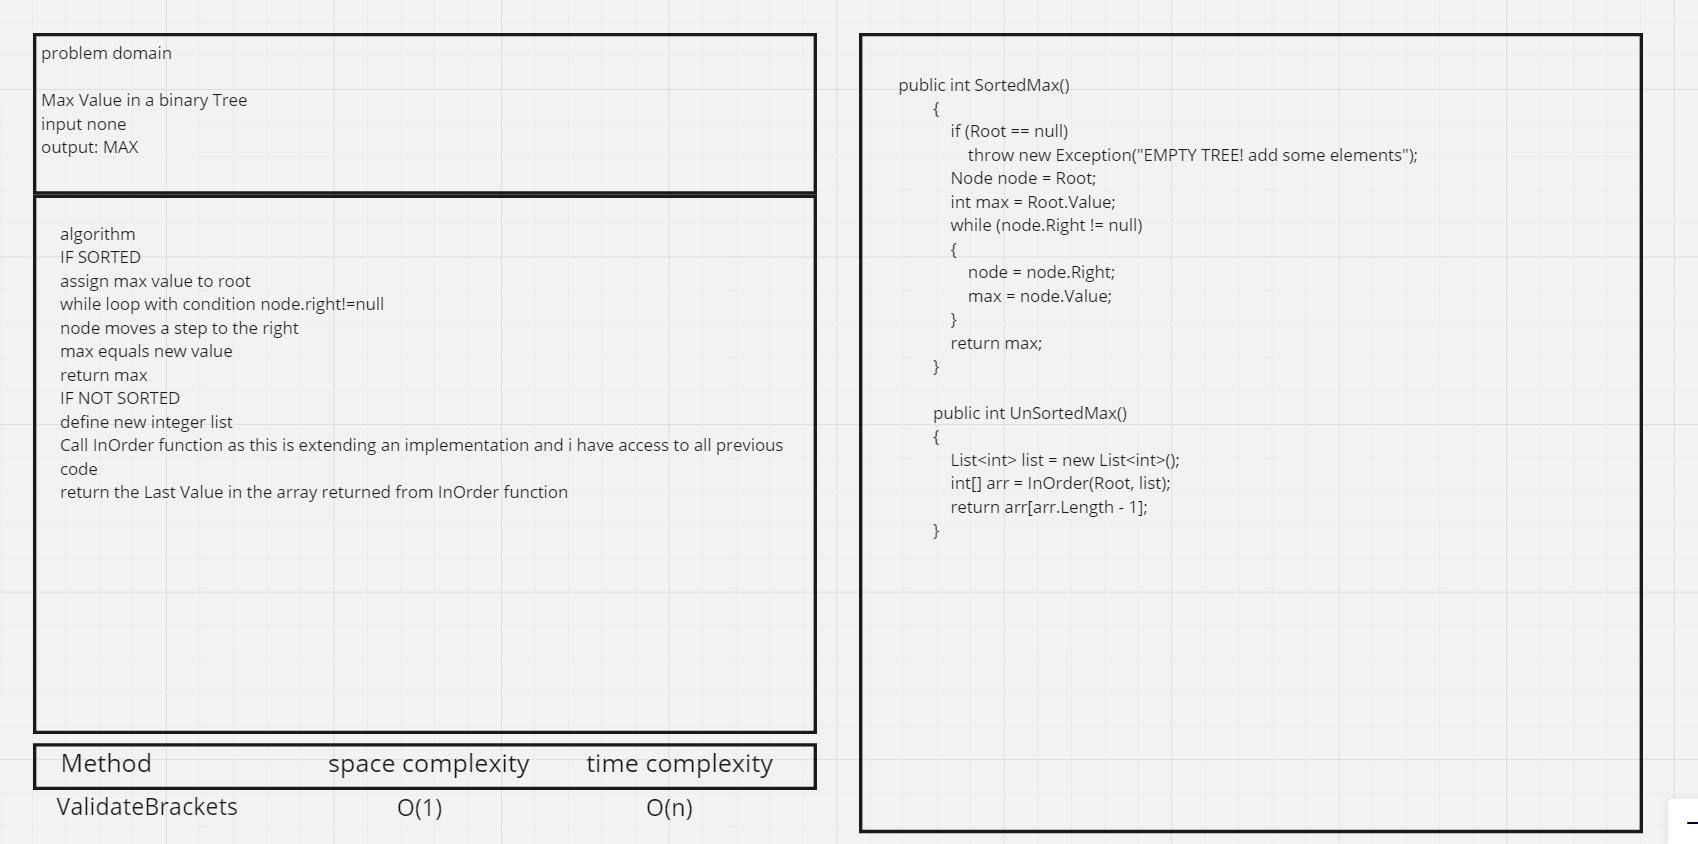 problem domain
Max Value in a binary Tree
input none
output: MAX
algorithm
IF SORTED
assign max value to root
while loop with condition node.right!=null
node moves a step to the right
max equals new value
return max
IF NOT SORTED
define new integer list
Call InOrder function as this is extending an implementation and i have access to all previous
code
return the Last Value in the array returned from InOrder function
Method space complexity time complexity
ValidateBrackets O(1) O(n)
public int SortedMax()
{
if (Root == null)
throw new Exception("EMPTY TREE! add some elements");
Node node = Root;
int max = Root.Value;
while (node.Right != null)
{
node = node.Right;
max = node.Value;
}
return max;
}
public int UnSortedMax()
{
List<int> list = new List<int>();
int[] arr = InOrder(Root, list);
return arr[arr.Length - 1];
}